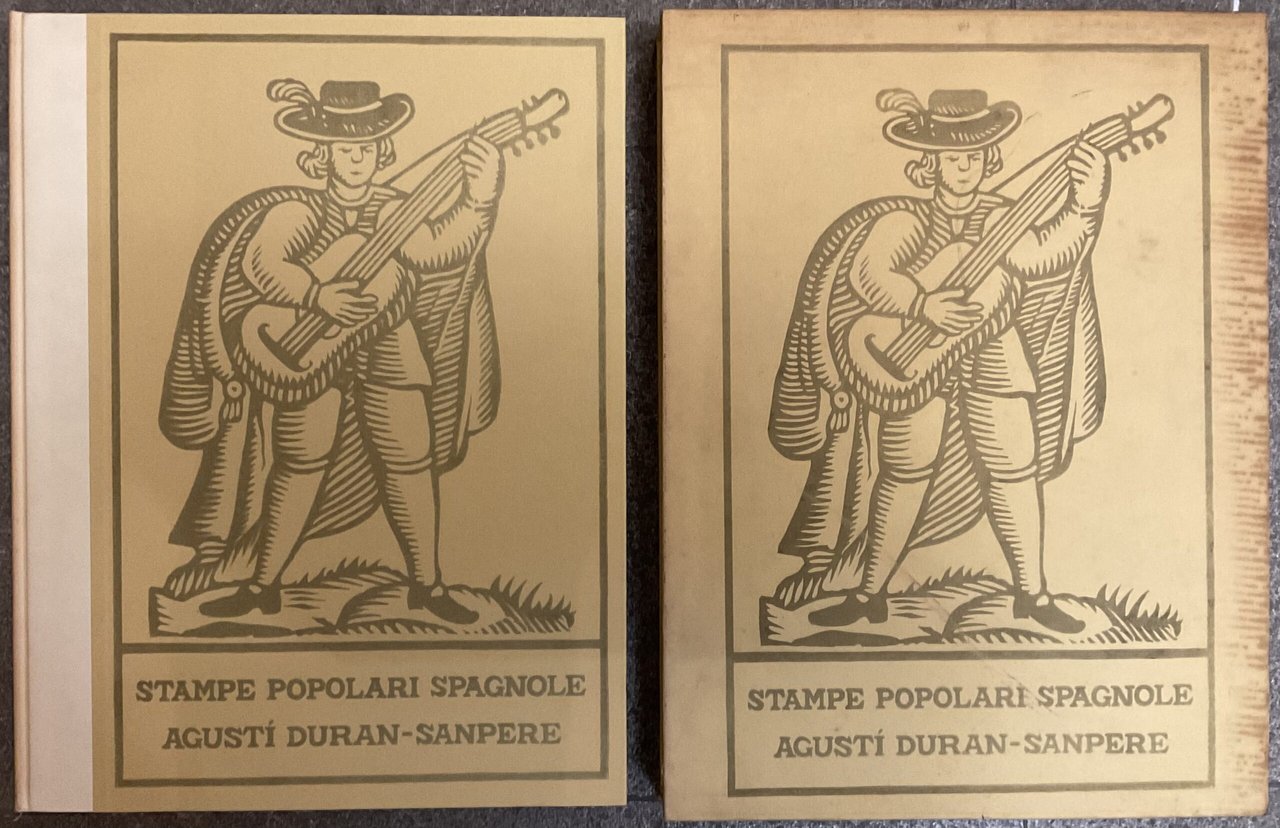 STAMPE POPOLARI SPAGNOLE
AGUSTÍ DURAN-SANPERE
STAMPE POPOLARI SPAGNOLE
AGUSTÍ DURAN-SANPERE